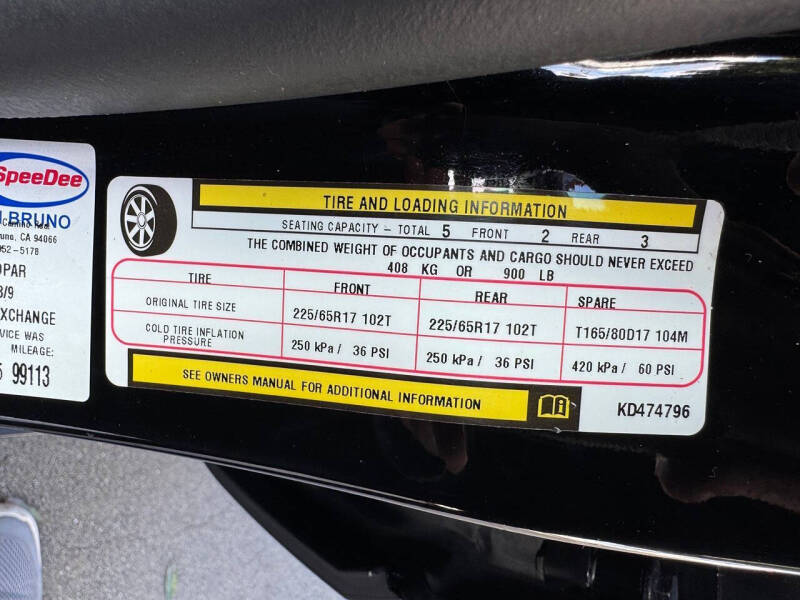 SpeeDee
BRUNO
CA 94066
952-5178
OPAR
3/9
EXCHANGE
VICE WAS
MILEAGE:
99113
TIRE AND LOADING INFORMATION
SEATING CAPACITY - TOTAL 5 FRONT 2 REAR 3
THE COMBINED WEIGHT OF OCCUPANTS AND CARGO SHOULD NEVER EXCEED
408 KG OR 900 LB
TIRE FRONT REAR SPARE
ORIGINAL TIRE SIZE 225/65R17 102T 225/65R17 102T T165/80D17 104M
COLD TIRE INFLATION
PRESSURE 250 kPa / 36 PSI 250 kPa / 36 PSI 420 kPa / 60 PSI
SEE OWNERS MANUAL FOR ADDITIONAL INFORMATION
KD474796